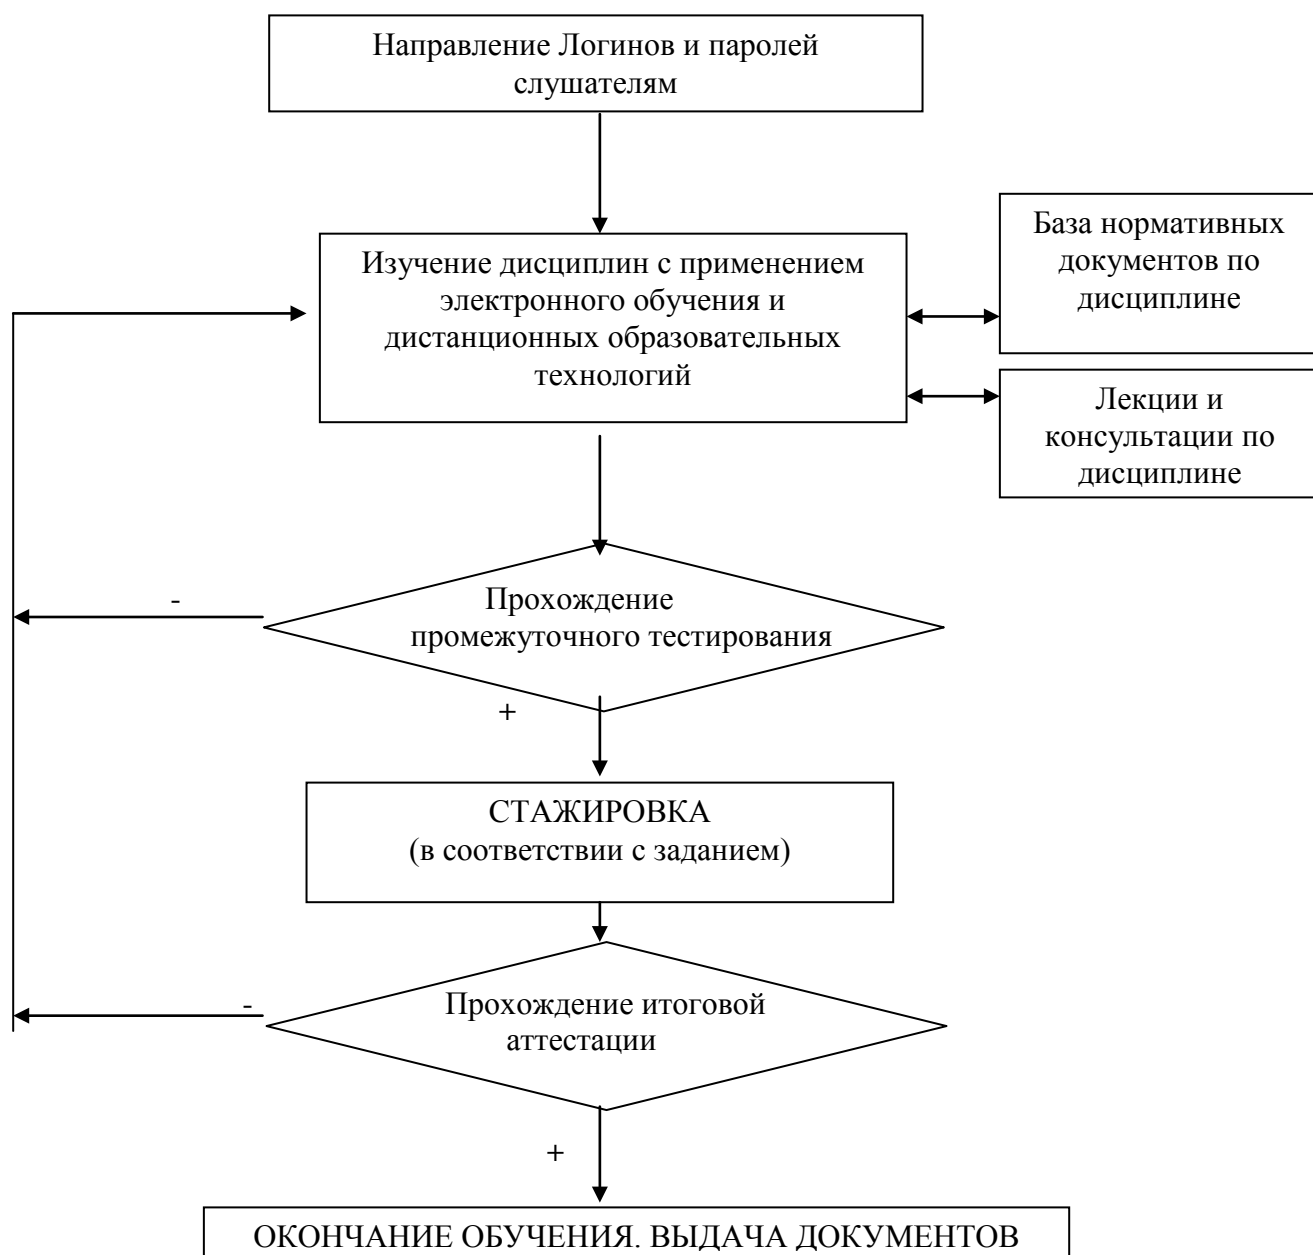 Направление Логинов и паролей
слушателям
База нормативных
документов по
дисциплине
Изучение дисциплин с применением
электронного обучения и
дистанционных образовательных
технологий
Лекции и
консультации по
дисциплине
-
Прохождение
промежуточного тестирования
+
СТАЖИРОВКА
(в соответствии с заданием)
-
Прохождение итоговой
аттестации
+
ОКОНЧАНИЕ ОБУЧЕНИЯ. ВЫДАЧА ДОКУМЕНТОВ